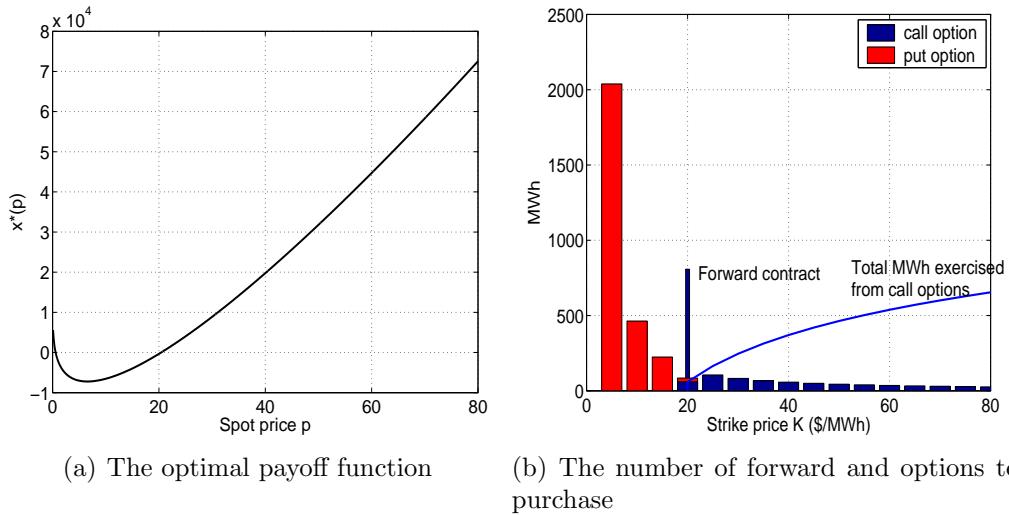 x 10⁴
8
7
6
5
4
3
2
1
0
−1
x*(p)
0 20 40 60 80
Spot price p
(a) The optimal payoff function
2500
2000
1500
1000
500
0
MWh
call option
put option
Forward contract
Total MWh exercised
from call options
0 20 40 60 80
Strike price K ($/MWh)
(b) The number of forward and options to
purchase